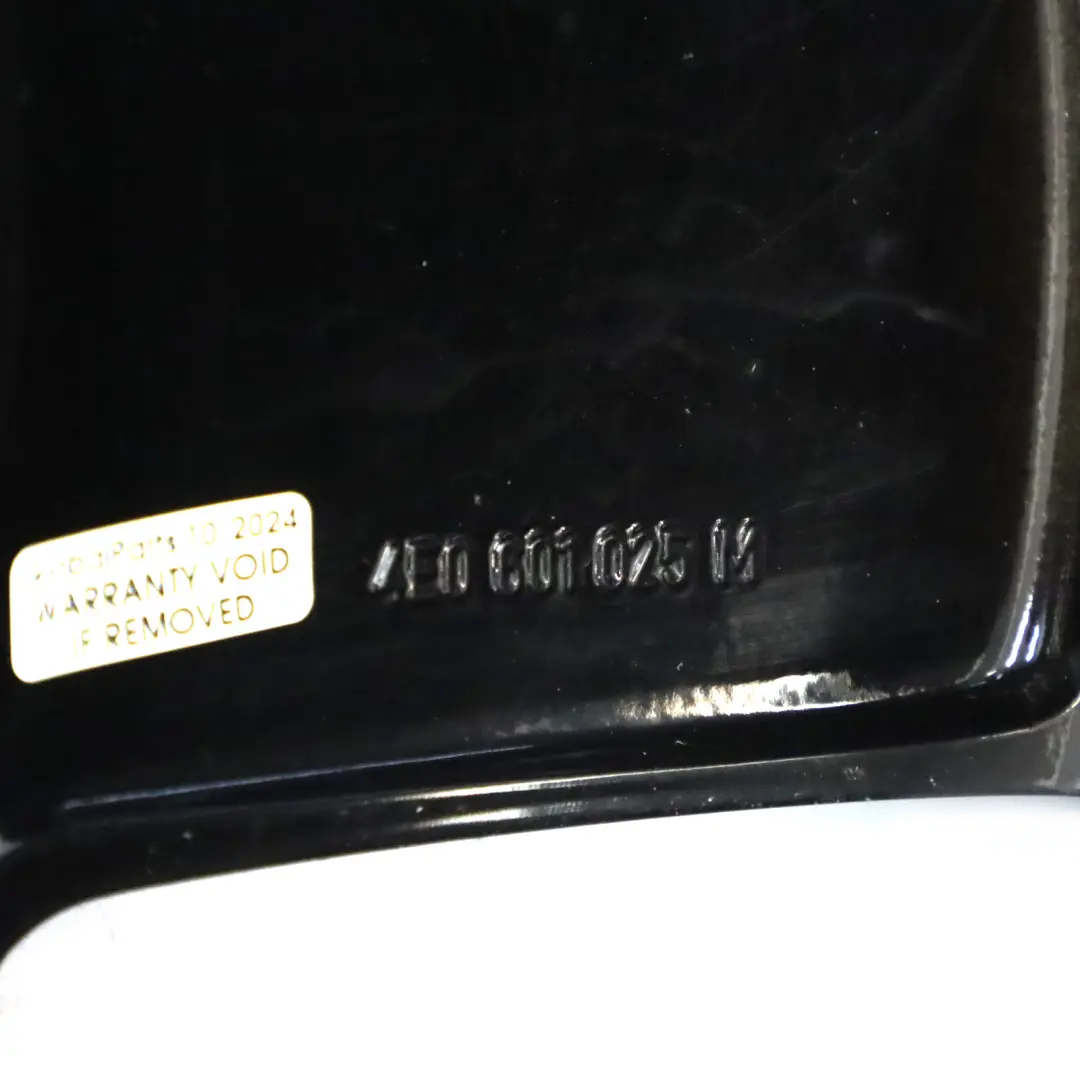 10.2024
WARRANTY VOID
IF REMOVED
4E0 601 025 M